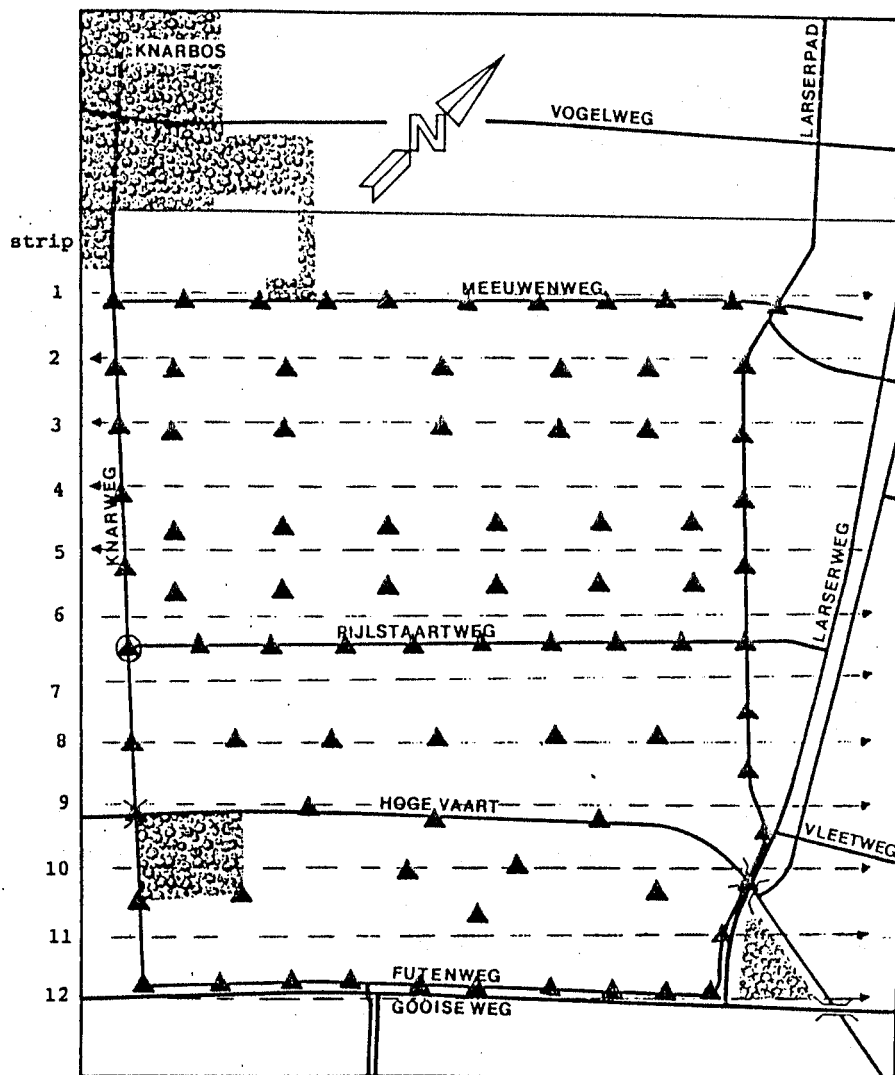 KNARBOS
LARSERPAD
VOGELWEG
N
strip
1
MEEUWENWEG
2
3
4
KNARWEG
5
LARSERWEG
6
PIJLSTAARTWEG
7
8
9
HOGE VAART
VLEETWEG
10
11
FUTENWEG
12
GOOISE WEG